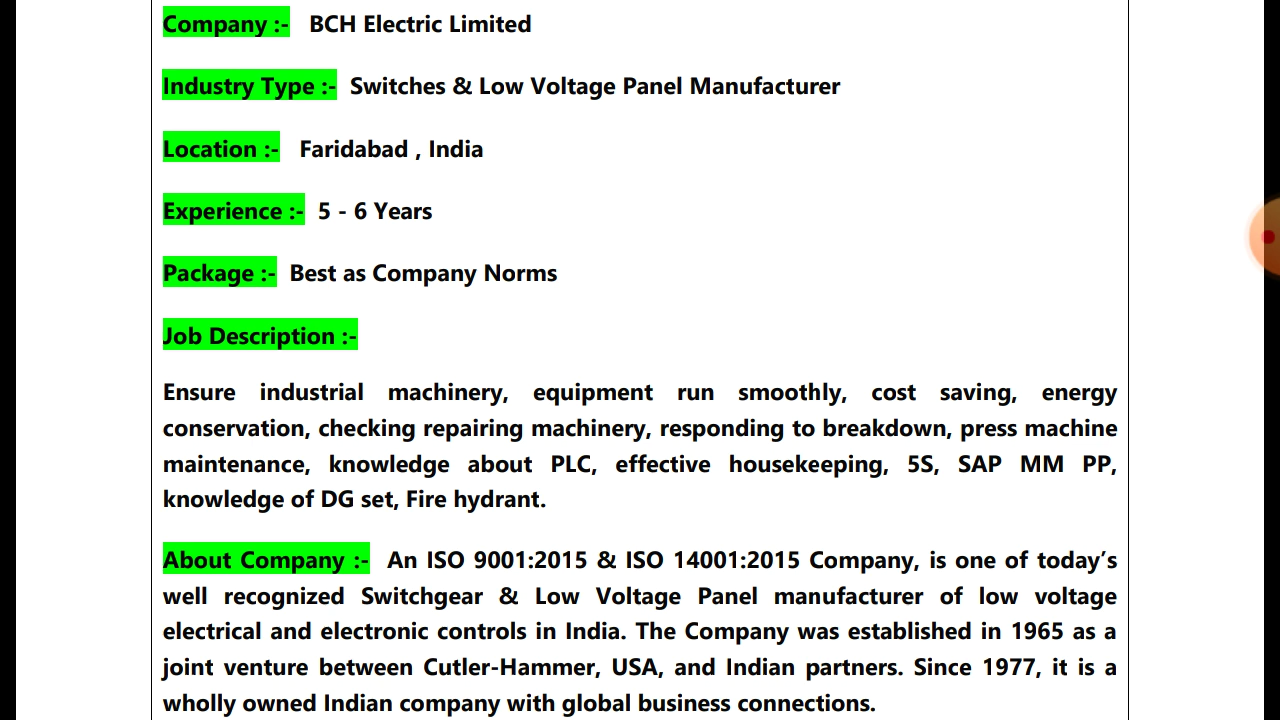 Company :- BCH Electric Limited
Industry Type :- Switches & Low Voltage Panel Manufacturer
Location :- Faridabad , India
Experience :- 5 - 6 Years
Package :- Best as Company Norms
Job Description :-
Ensure industrial machinery, equipment run smoothly, cost saving, energy
conservation, checking repairing machinery, responding to breakdown, press machine
maintenance, knowledge about PLC, effective housekeeping, 5S, SAP MM PP,
knowledge of DG set, Fire hydrant.
About Company :- An ISO 9001:2015 & ISO 14001:2015 Company, is one of today’s
well recognized Switchgear & Low Voltage Panel manufacturer of low voltage
electrical and electronic controls in India. The Company was established in 1965 as a
joint venture between Cutler-Hammer, USA, and Indian partners. Since 1977, it is a
wholly owned Indian company with global business connections.